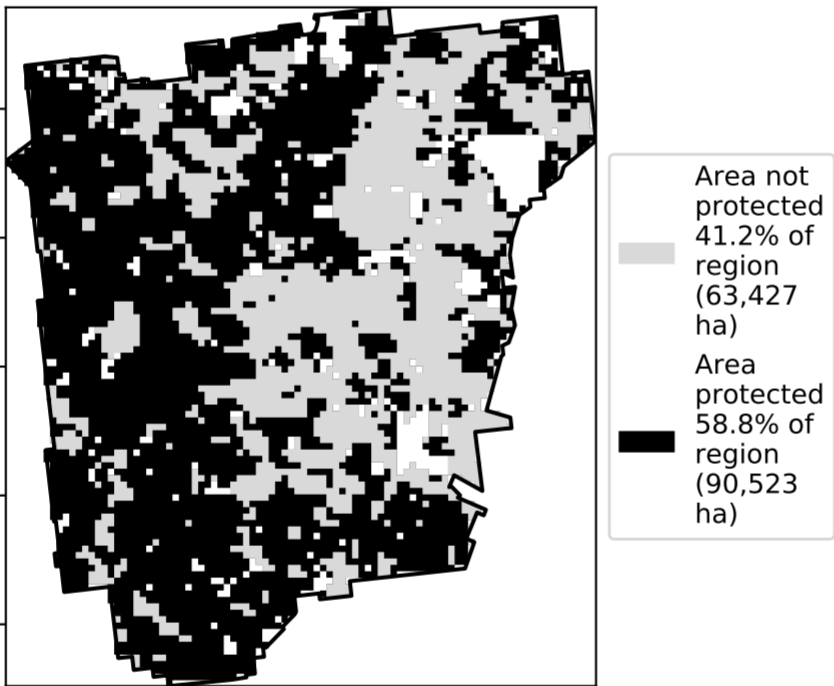 Area not
protected
41.2% of
region
(63,427
ha)
Area
protected
58.8% of
region
(90,523
ha)